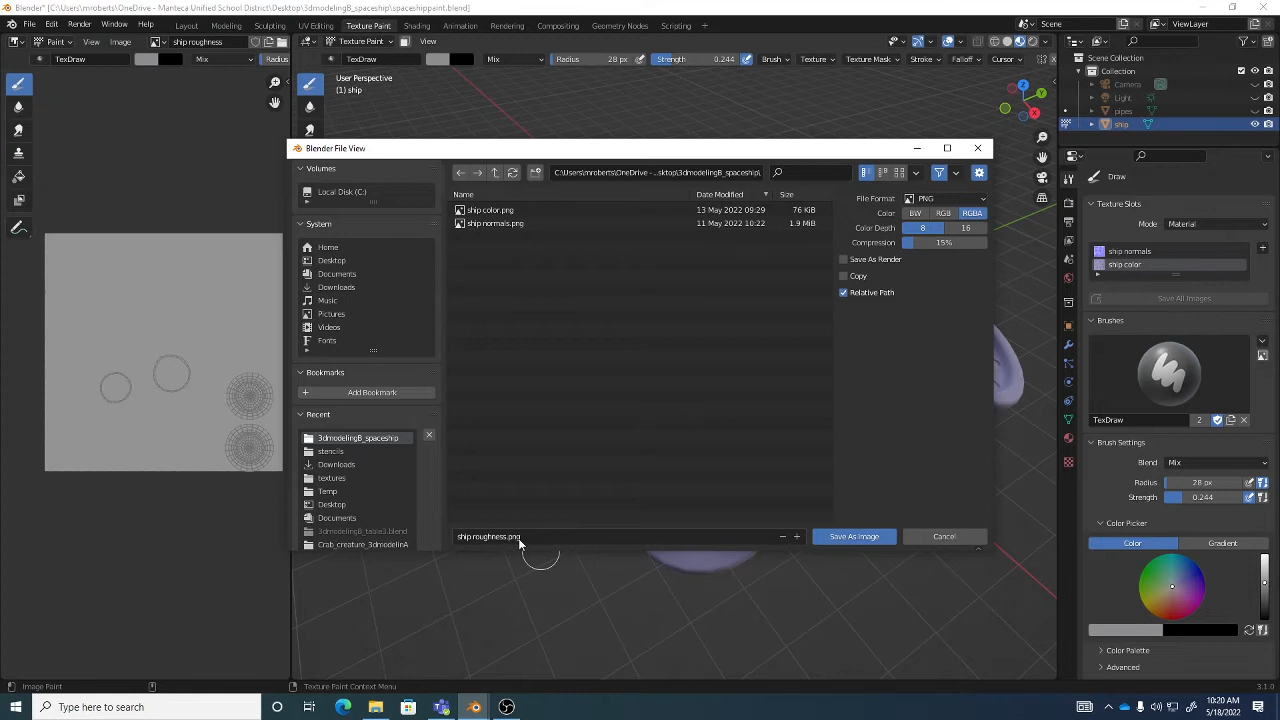 Blender* [C:\Users\mroberts\OneDrive - Manteca Unified School District\Desktop\3dmodelingB_spaceship\spaceshippaint.blend]
File Edit Render Window Help Layout Modeling Sculpting UV Editing Texture Paint Shading Animation Rendering Compositing Geometry Nodes Scripting + Scene ViewLayer
Paint View Image ship roughness Texture Paint View
TexDraw Mix Radius TexDraw Mix Radius 28 px Strength 0.244 Brush Texture Texture Mask Stroke Falloff Cursor
User Perspective
(1) ship
Collection
Camera
Light
pipes
ship
Blender File View
Volumes
Local Disk (C:)
System
Home
Desktop
Documents
Downloads
Music
Pictures
Videos
Fonts
Bookmarks
Add Bookmark
Recent
3dmodelingB_spaceship
stencils
Downloads
textures
Temp
Desktop
Documents
3dmodelingB_table3.blend
Crab_creature_3dmodelinA
C:\Users\mroberts\OneDrive - ...sktop\3dmodelingB_spaceship\
Name Date Modified Size
ship color.png 13 May 2022 09:29 76 KiB
ship normals.png 11 May 2022 10:22 1.9 MiB
ship roughness.png
Save As Image Cancel
File Format PNG
Color BW RGB RGBA
Color Depth 8 16
Compression 15%
Save As Render
Copy
Relative Path
Draw
Texture Slots
Mode Material
ship normals
ship color
Save All Images
Brushes
TexDraw 2
Brush Settings
Blend Mix
Radius 28 px
Strength 0.244
Color Picker
Color Gradient
Color Palette
Advanced
Image Paint Texture Paint Context Menu 3.1.0
Type here to search
10:20 AM
5/18/2022